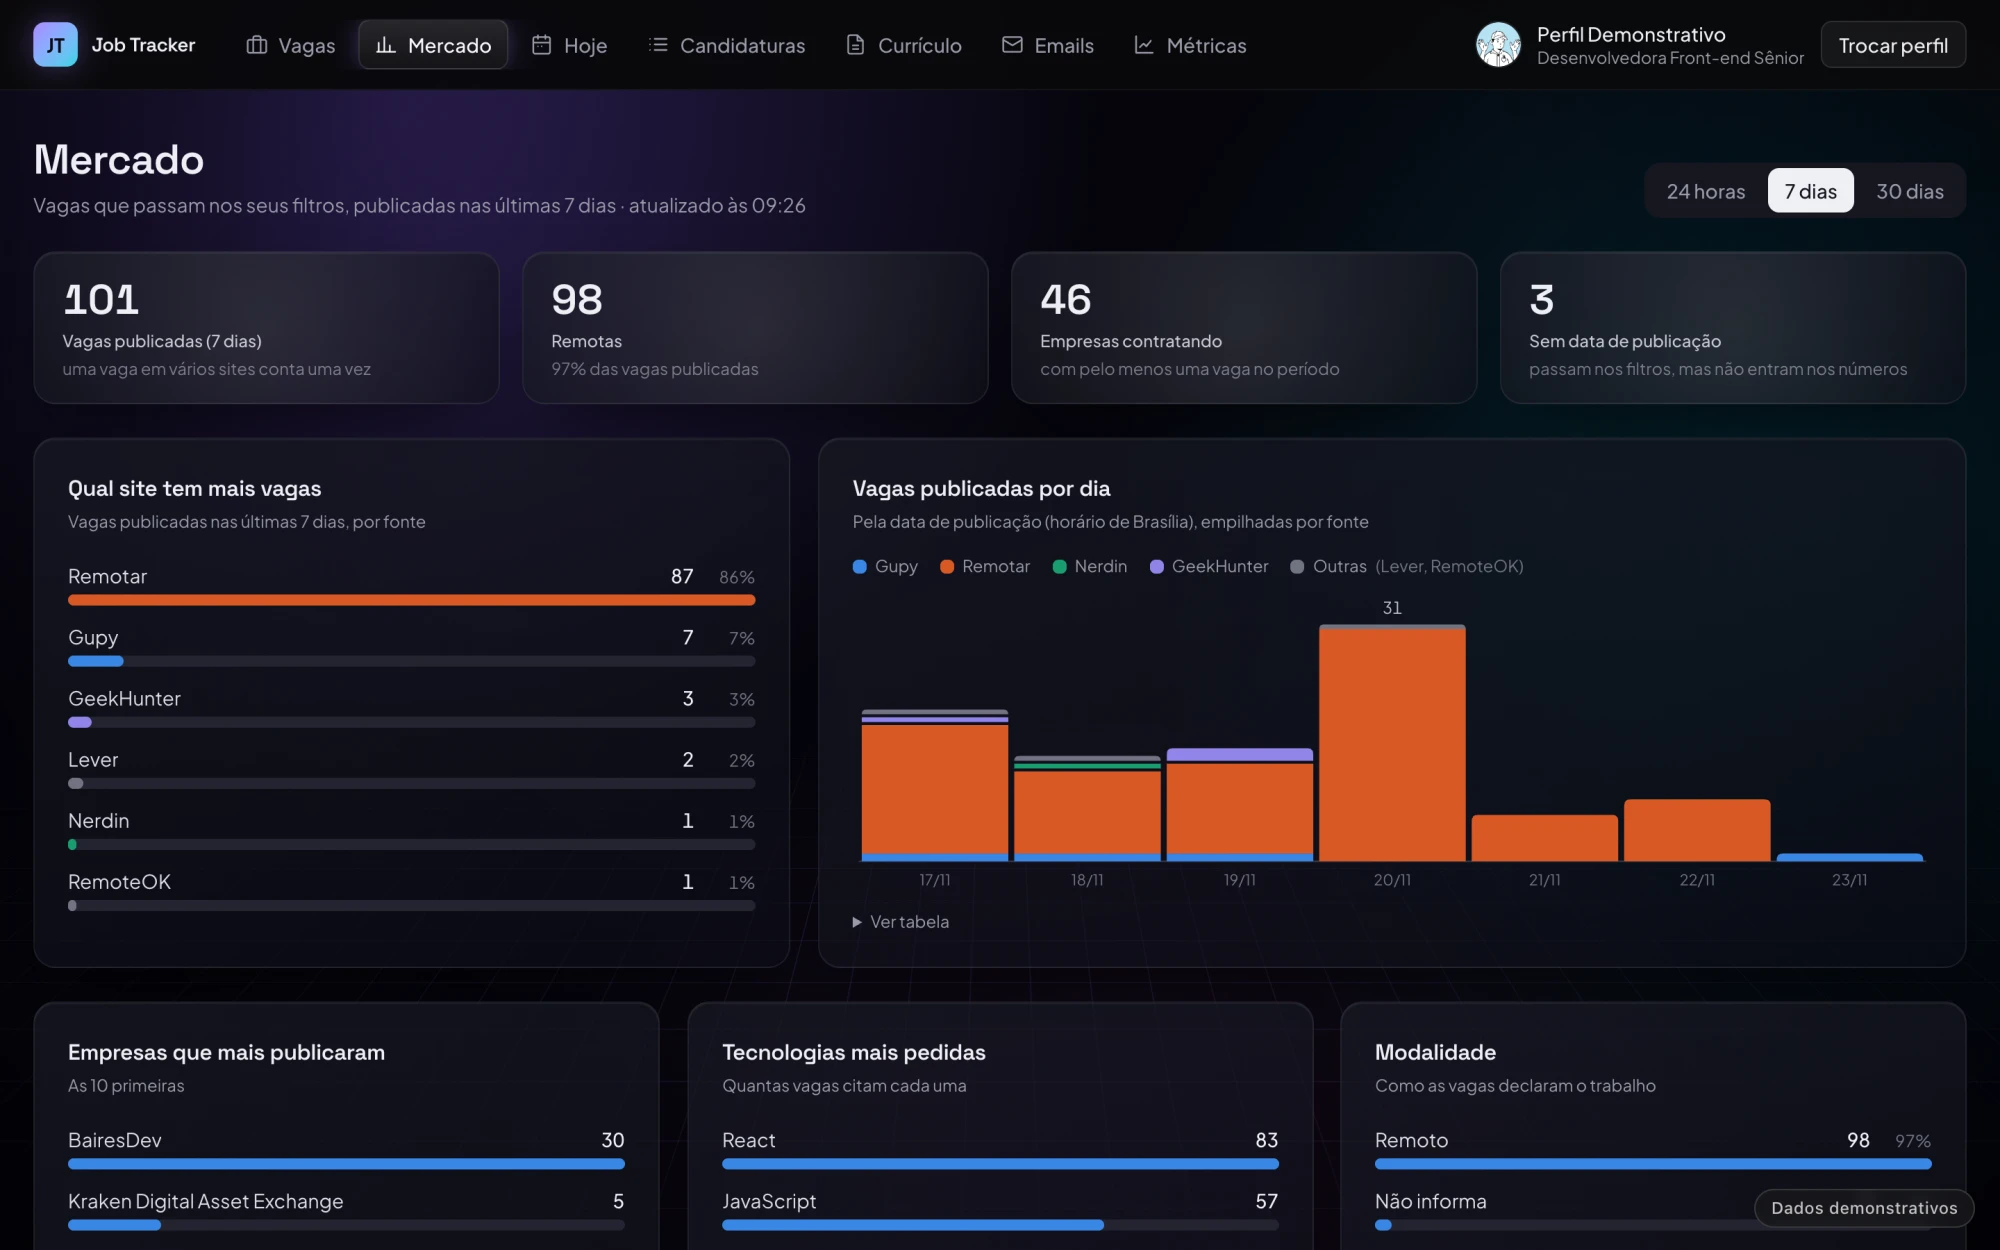 JT
Job Tracker
Vagas
Mercado
Hoje
Candidaturas
Currículo
Emails
Métricas
Perfil Demonstrativo
Desenvolvedora Front-end Sênior
Trocar perfil
Mercado
Vagas que passam nos seus filtros, publicadas nas últimas 7 dias · atualizado às 09:26
24 horas
7 dias
30 dias
101
Vagas publicadas (7 dias)
uma vaga em vários sites conta uma vez
98
Remotas
97% das vagas publicadas
46
Empresas contratando
com pelo menos uma vaga no período
3
Sem data de publicação
passam nos filtros, mas não entram nos números
Qual site tem mais vagas
Vagas publicadas nas últimas 7 dias, por fonte
Remotar 87 86%
Gupy 7 7%
GeekHunter 3 3%
Lever 2 2%
Nerdin 1 1%
RemoteOK 1 1%
Vagas publicadas por dia
Pela data de publicação (horário de Brasília), empilhadas por fonte
Gupy Remotar Nerdin GeekHunter Outras (Lever, RemoteOK)
31
17/11 18/11 19/11 20/11 21/11 22/11 23/11
Ver tabela
Empresas que mais publicaram
As 10 primeiras
BairesDev 30
Kraken Digital Asset Exchange 5
Tecnologias mais pedidas
Quantas vagas citam cada uma
React 83
JavaScript 57
Modalidade
Como as vagas declaram o trabalho
Remoto 98 97%
Não informa
Dados demonstrativos